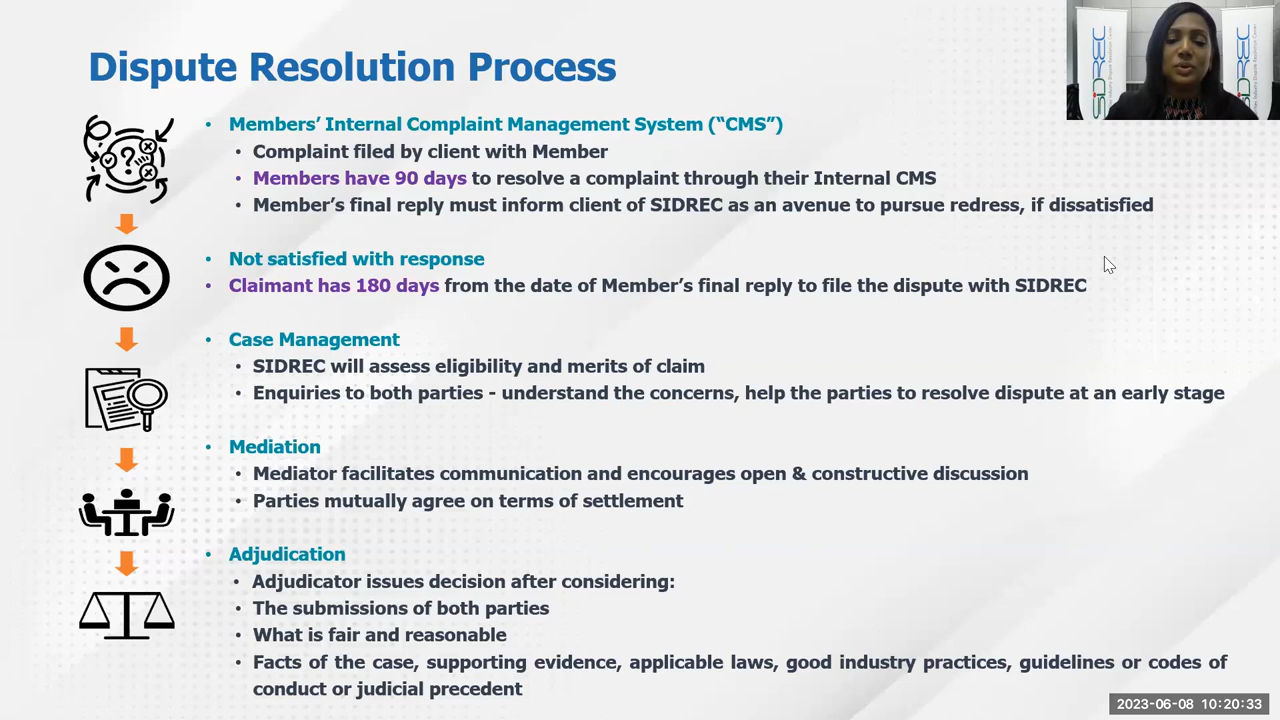 Dispute Resolution Process
SIDREC
SIDREC
• Members’ Internal Complaint Management System (“CMS”)
• Complaint filed by client with Member
• Members have 90 days to resolve a complaint through their Internal CMS
• Member’s final reply must inform client of SIDREC as an avenue to pursue redress, if dissatisfied
• Not satisfied with response
• Claimant has 180 days from the date of Member’s final reply to file the dispute with SIDREC
• Case Management
• SIDREC will assess eligibility and merits of claim
• Enquiries to both parties - understand the concerns, help the parties to resolve dispute at an early stage
• Mediation
• Mediator facilitates communication and encourages open & constructive discussion
• Parties mutually agree on terms of settlement
• Adjudication
• Adjudicator issues decision after considering:
• The submissions of both parties
• What is fair and reasonable
• Facts of the case, supporting evidence, applicable laws, good industry practices, guidelines or codes of
conduct or judicial precedent
2023-06-08 10:20:33